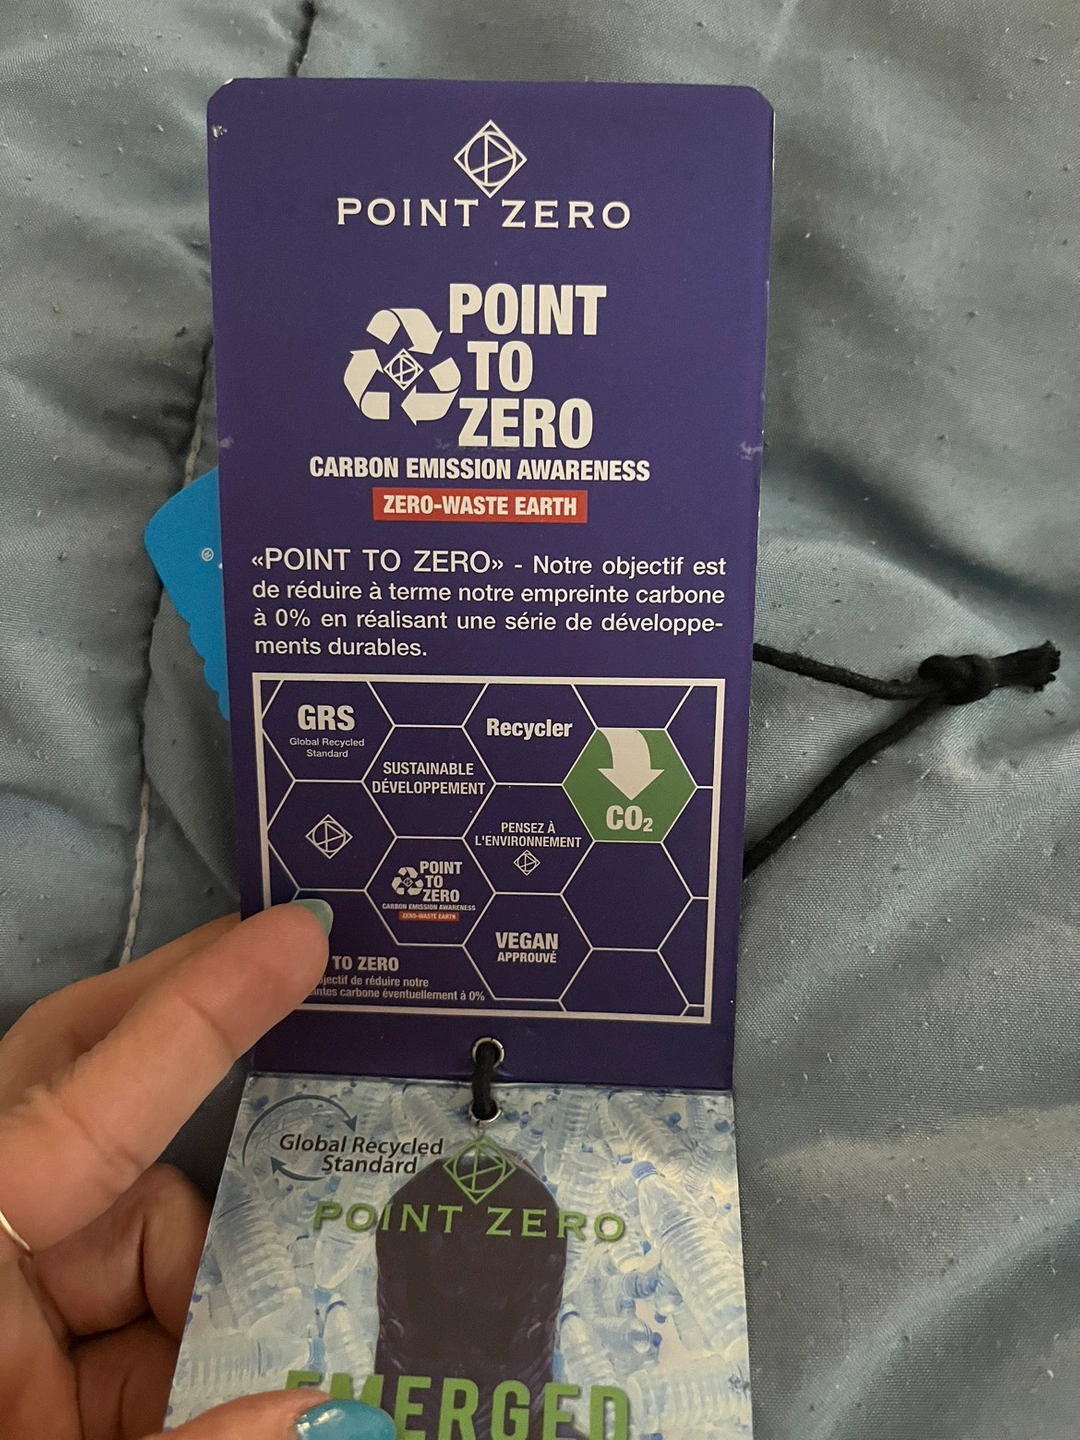 POINT ZERO
POINT
TO
ZERO
CARBON EMISSION AWARENESS
ZERO-WASTE EARTH
«POINT TO ZERO» - Notre objectif est
de réduire à terme notre empreinte carbone
à 0% en réalisant une série de développe-
ments durables.
®
GRS
Global Recycled
Standard
Recycler
SUSTAINABLE
DÉVELOPPEMENT
CO₂
PENSEZ À
L'ENVIRONNEMENT
POINT
TO
ZERO
CARBON EMISSION AWARENESS
ZERO-WASTE EARTH
VEGAN
APPROUVÉ
TO ZERO
de réduire notre
carbone éventuellement à 0%
Global Recycled
Standard
POINT ZERO
EMERGED